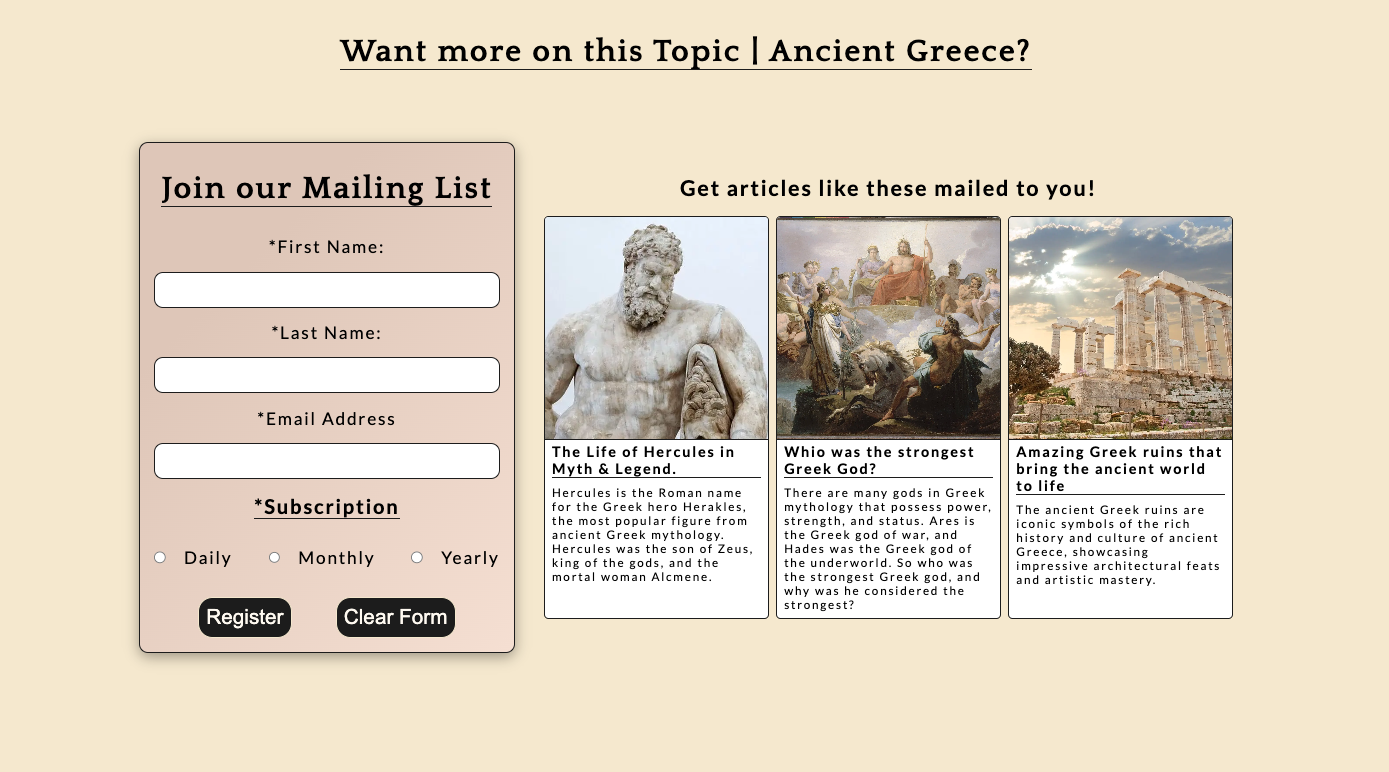 Want more on this Topic | Ancient Greece?
Join our Mailing List
*First Name:
*Last Name:
*Email Address
*Subscription
Daily Monthly Yearly
Register Clear Form
Get articles like these mailed to you!
The Life of Hercules in
Myth & Legend.
Hercules is the Roman name
for the Greek hero Herakles,
the most popular figure from
ancient Greek mythology.
Hercules was the son of Zeus,
king of the gods, and the
mortal woman Alcmene.
Whio was the strongest
Greek God?
There are many gods in Greek
mythology that possess power,
strength, and status. Ares is
the Greek god of war, and
Hades was the Greek god of
the underworld. So who was
the strongest Greek god, and
why was he considered the
strongest?
Amazing Greek ruins that
bring the ancient world
to life
The ancient Greek ruins are
iconic symbols of the rich
history and culture of ancient
Greece, showcasing
impressive architectural feats
and artistic mastery.